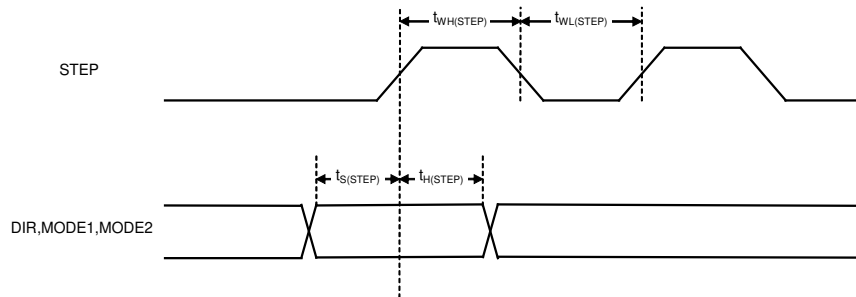 tWH(STEP) tWL(STEP)
STEP
tS(STEP) tH(STEP)
DIR,MODE1,MODE2